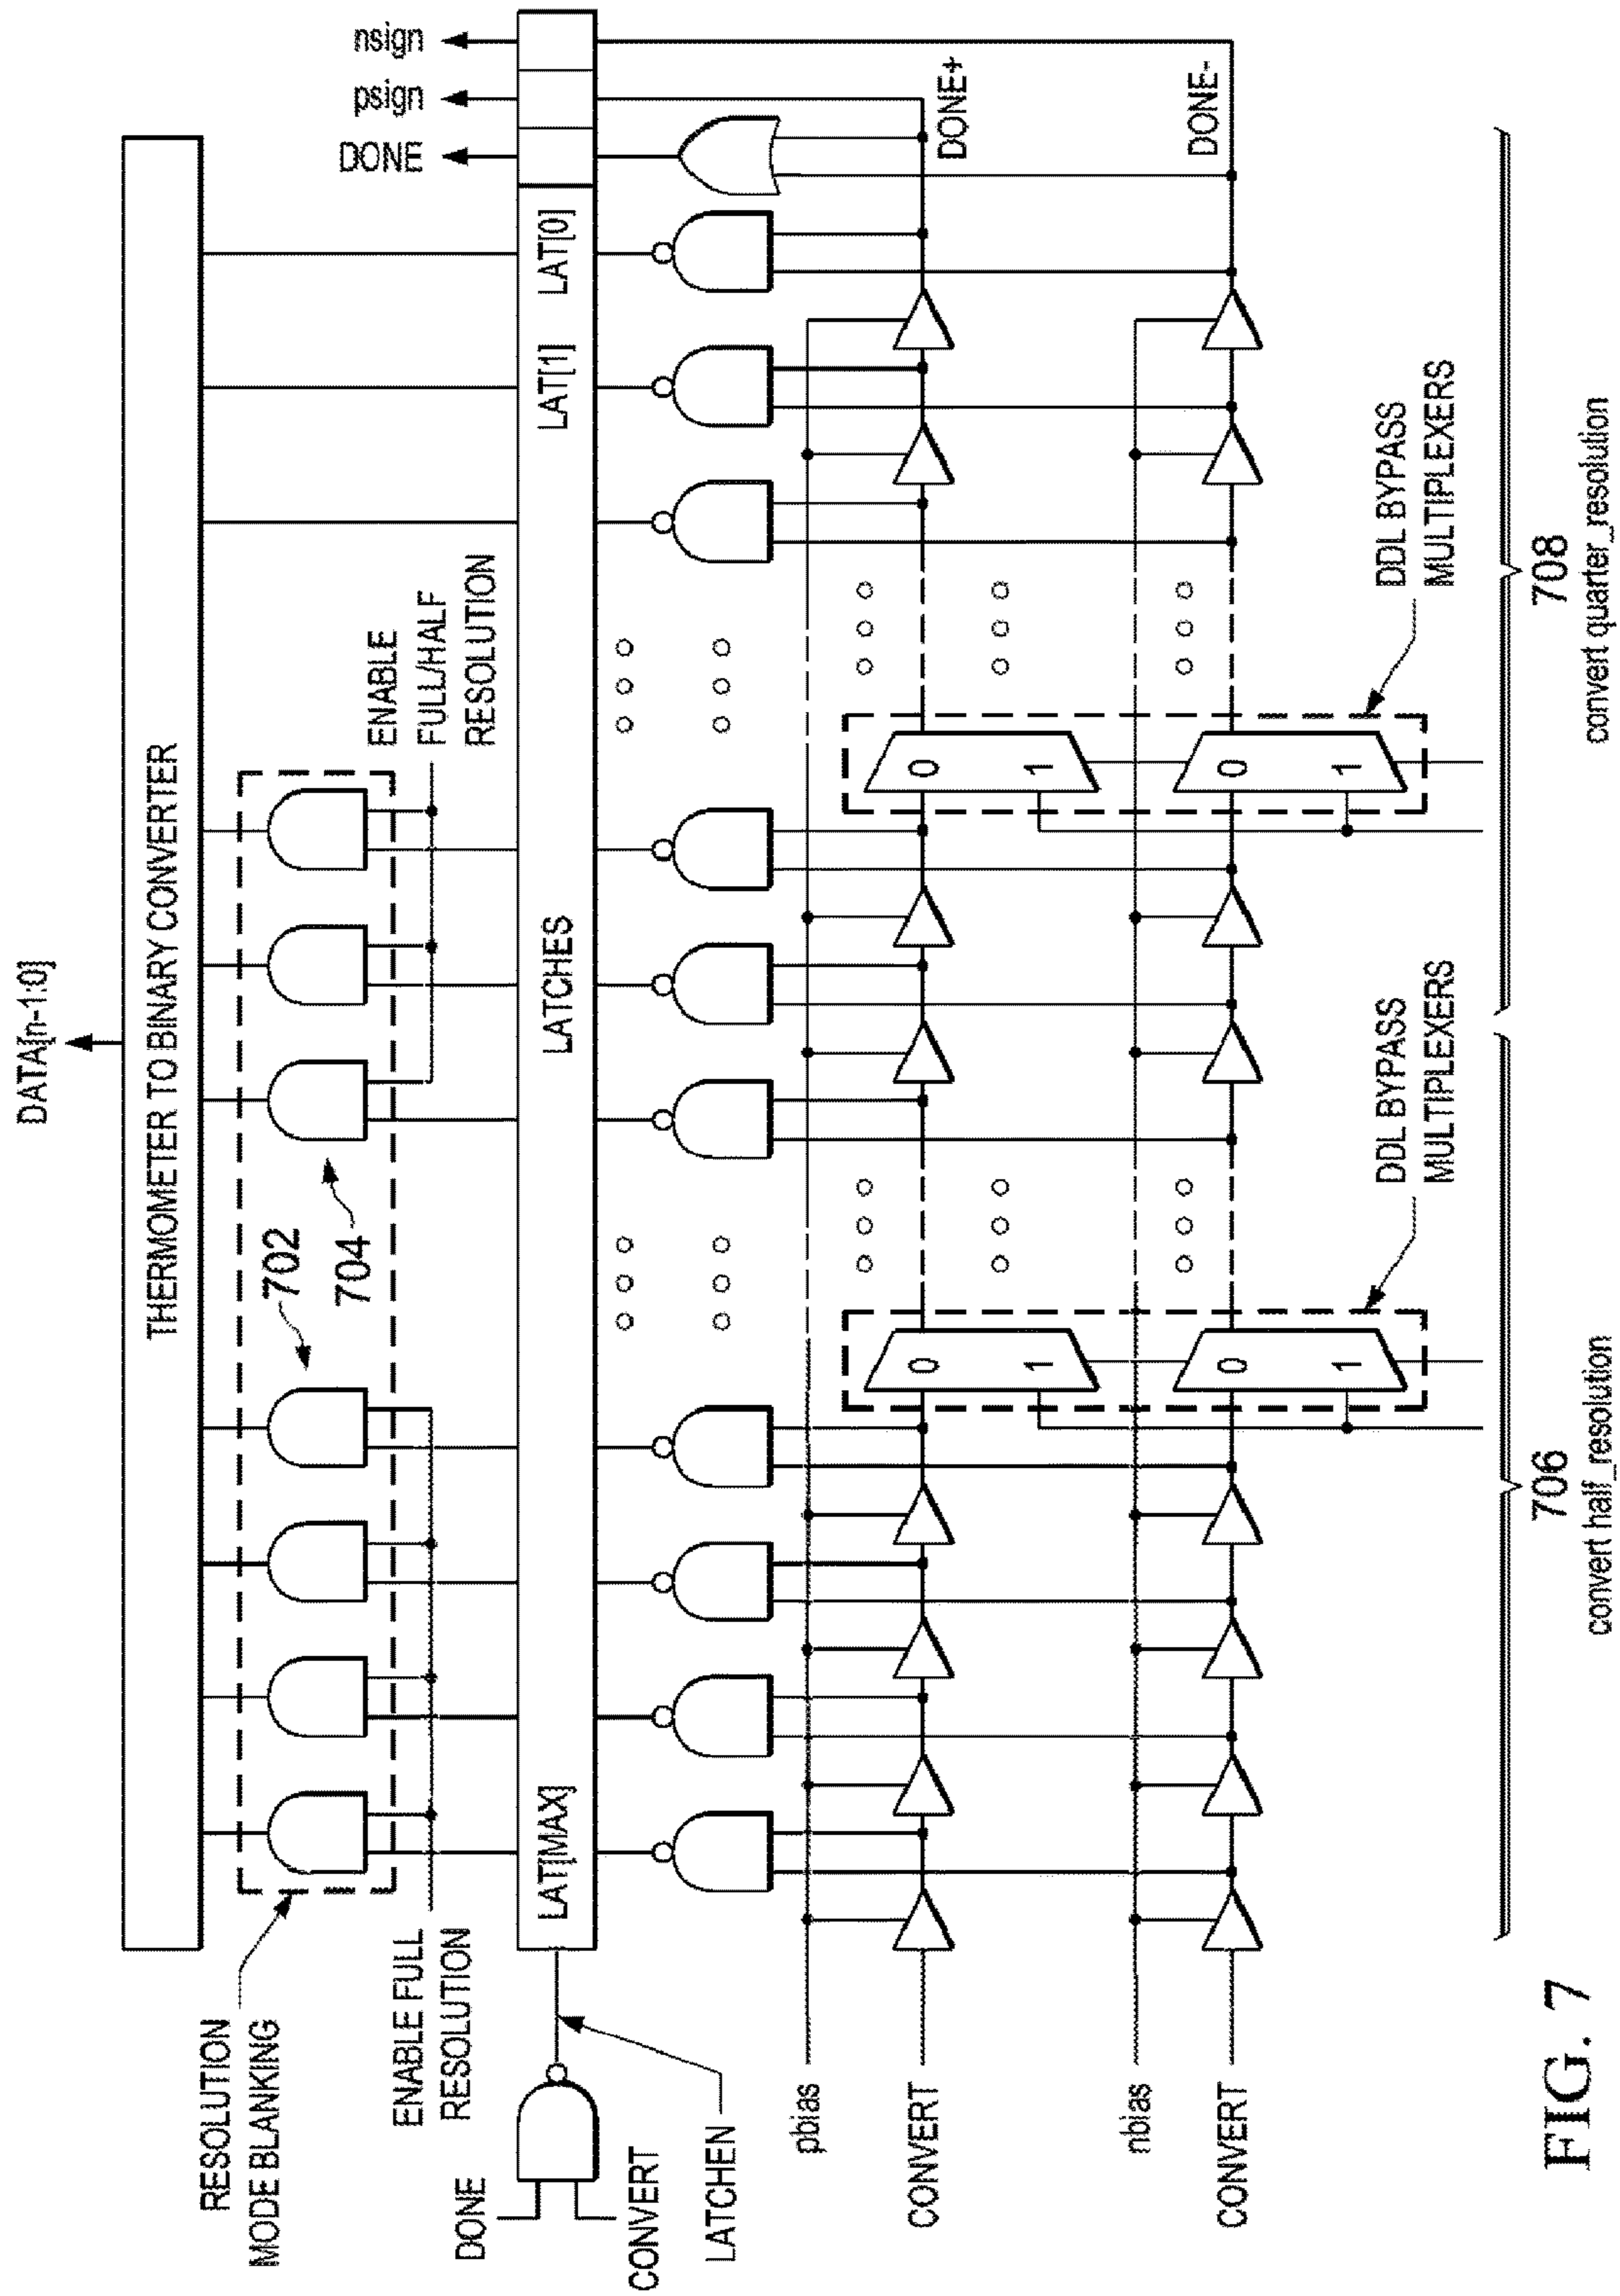 DATA[n-1:0]
THERMOMETER TO BINARY CONVERTER
RESOLUTION
MODE BLANKING
702
704
ENABLE
FULL/HALF
RESOLUTION
ENABLE FULL
RESOLUTION
DONE
psign
nsign
LAT[MAX]
LATCHES
LAT[1]
LAT[0]
DONE
CONVERT
LATCHEN
pbias
CONVERT
DONE+
nbias
CONVERT
DONE-
0
1
0
1
0
1
0
1
DDL BYPASS
MULTIPLEXERS
DDL BYPASS
MULTIPLEXERS
706
convert half_resolution
708
convert quarter_resolution
FIG. 7